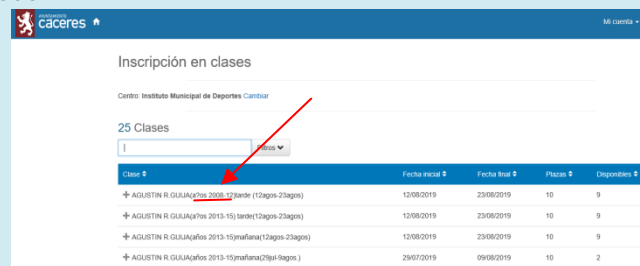 AYUNTAMIENTO
cáceres Mi cuenta
Inscripción en clases
Centro: Instituto Municipal de Deportes Cambiar
25 Clases
Filtros
Clase Fecha inicial Fecha final Plazas Disponibles
AGUSTIN R.GUIJA(a?os 2008-12)tarde (12agos-23agos) 12/08/2019 23/08/2019 10 9
AGUSTIN R.GUIJA(a?os 2013-15) tarde(12agos-23agos) 12/08/2019 23/08/2019 10 9
AGUSTIN R.GUIJA(años 2013-15)mañana(12agos-23agos) 12/08/2019 23/08/2019 10 9
AGUSTIN R.GUIJA(años 2013-15)mañana(29jul-9agos.) 29/07/2019 09/08/2019 10 2